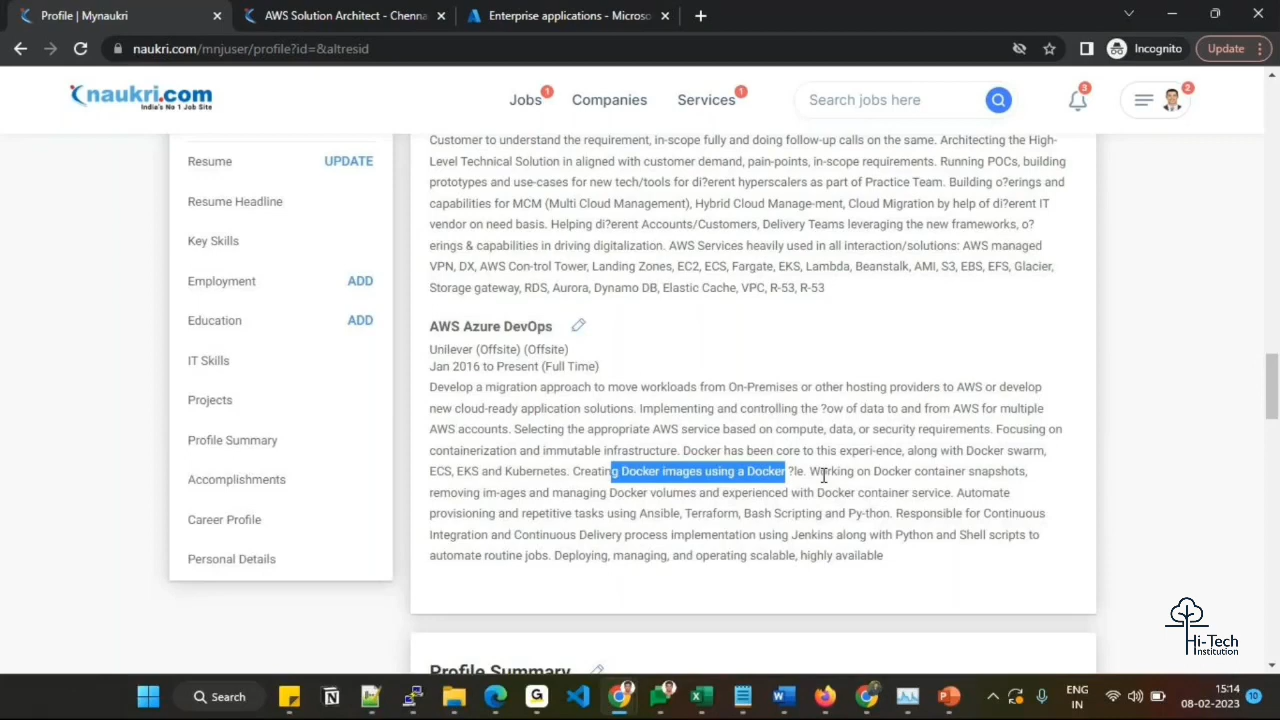 Profile | Mynaukri
AWS Solution Architect - Chenna
Enterprise applications - Microso
naukri.com/mnjuser/profile?id=&altresid
Incognito
Update
naukri.com
India's No 1 Job Site
Jobs 1
Companies
Services 1
Search jobs here
3
2
Resume UPDATE
Resume Headline
Key Skills
Employment ADD
Education ADD
IT Skills
Projects
Profile Summary
Accomplishments
Career Profile
Personal Details
Customer to understand the requirement, in-scope fully and doing follow-up calls on the same. Architecting the High-
Level Technical Solution in aligned with customer demand, pain-points, in-scope requirements. Running POCs, building
prototypes and use-cases for new tech/tools for di?erent hyperscalers as part of Practice Team. Building o?erings and
capabilities for MCM (Multi Cloud Management), Hybrid Cloud Manage-ment, Cloud Migration by help of di?erent IT
vendor on need basis. Helping di?erent Accounts/Customers, Delivery Teams leveraging the new frameworks, o?
erings & capabilities in driving digitalization. AWS Services heavily used in all interaction/solutions: AWS managed
VPN, DX, AWS Con-trol Tower, Landing Zones, EC2, ECS, Fargate, EKS, Lambda, Beanstalk, AMI, S3, EBS, EFS, Glacier,
Storage gateway, RDS, Aurora, Dynamo DB, Elastic Cache, VPC, R-53, R-53
AWS Azure DevOps
Unilever (Offsite) (Offsite)
Jan 2016 to Present (Full Time)
Develop a migration approach to move workloads from On-Premises or other hosting providers to AWS or develop
new cloud-ready application solutions. Implementing and controlling the ?ow of data to and from AWS for multiple
AWS accounts. Selecting the appropriate AWS service based on compute, data, or security requirements. Focusing on
containerization and immutable infrastructure. Docker has been core to this experi-ence, along with Docker swarm,
ECS, EKS and Kubernetes. Creating Docker images using a Docker ?le. Working on Docker container snapshots,
removing im-ages and managing Docker volumes and experienced with Docker container service. Automate
provisioning and repetitive tasks using Ansible, Terraform, Bash Scripting and Py-thon. Responsible for Continuous
Integration and Continuous Delivery process implementation using Jenkins along with Python and Shell scripts to
automate routine jobs. Deploying, managing, and operating scalable, highly available
Profile Summary
Hi-Tech
Institution
Search
ENG
IN
15:14
08-02-2023
10